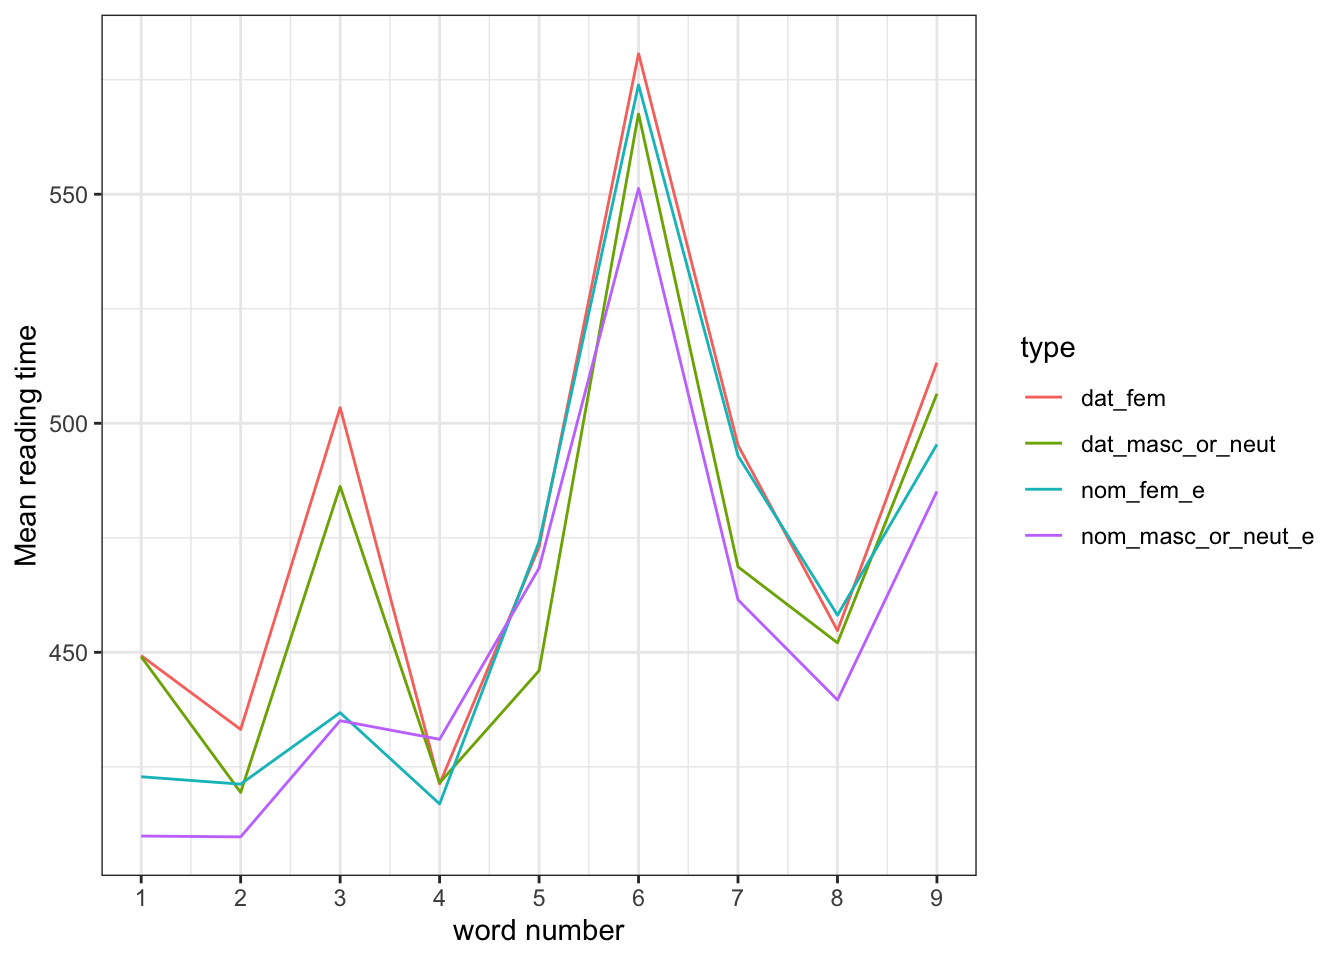 Mean reading time
550
500
450
1 2 3 4 5 6 7 8 9
word number
type
dat_fem
dat_masc_or_neut
nom_fem_e
nom_masc_or_neut_e